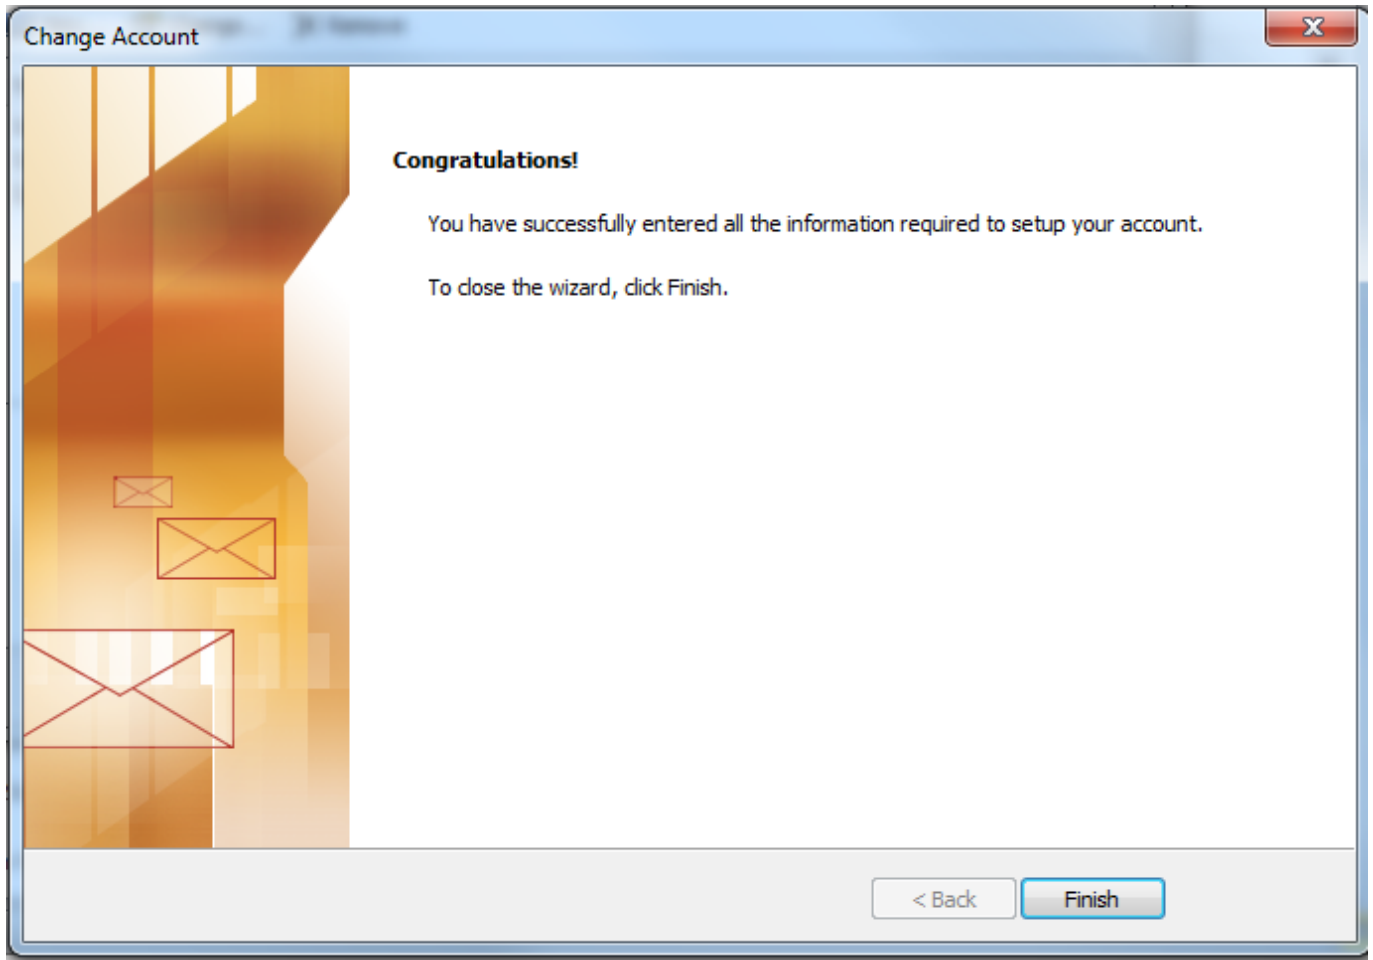 Change Account
Congratulations!
You have successfully entered all the information required to setup your account.
To close the wizard, click Finish.
< Back
Finish